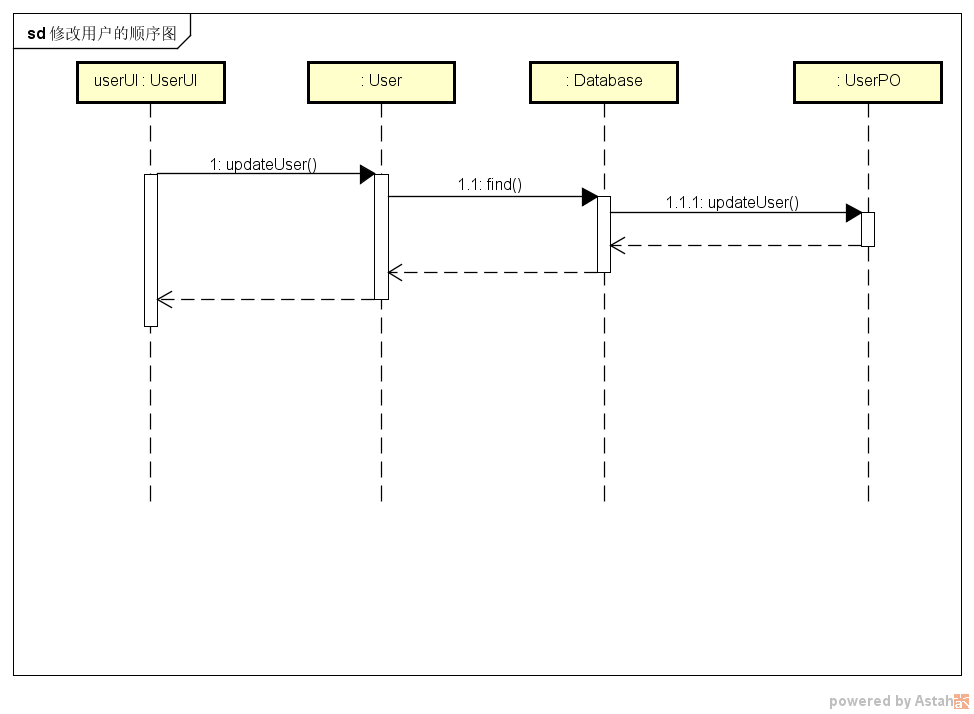 sd 修改用户的顺序图
userUI : UserUI
: User
: Database
: UserPO
1: updateUser()
1.1: find()
1.1.1: updateUser()
powered by Astah